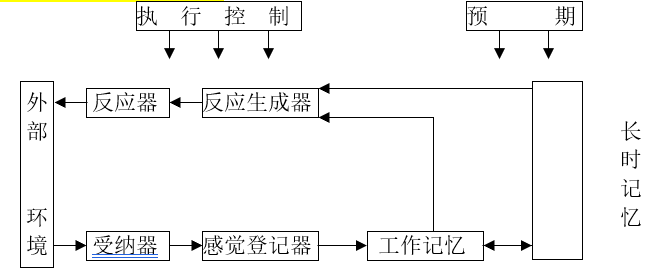 执行控制
预期
外部环境
反应器
反应生成器
长时记忆
受纳器
感觉登记器
工作记忆